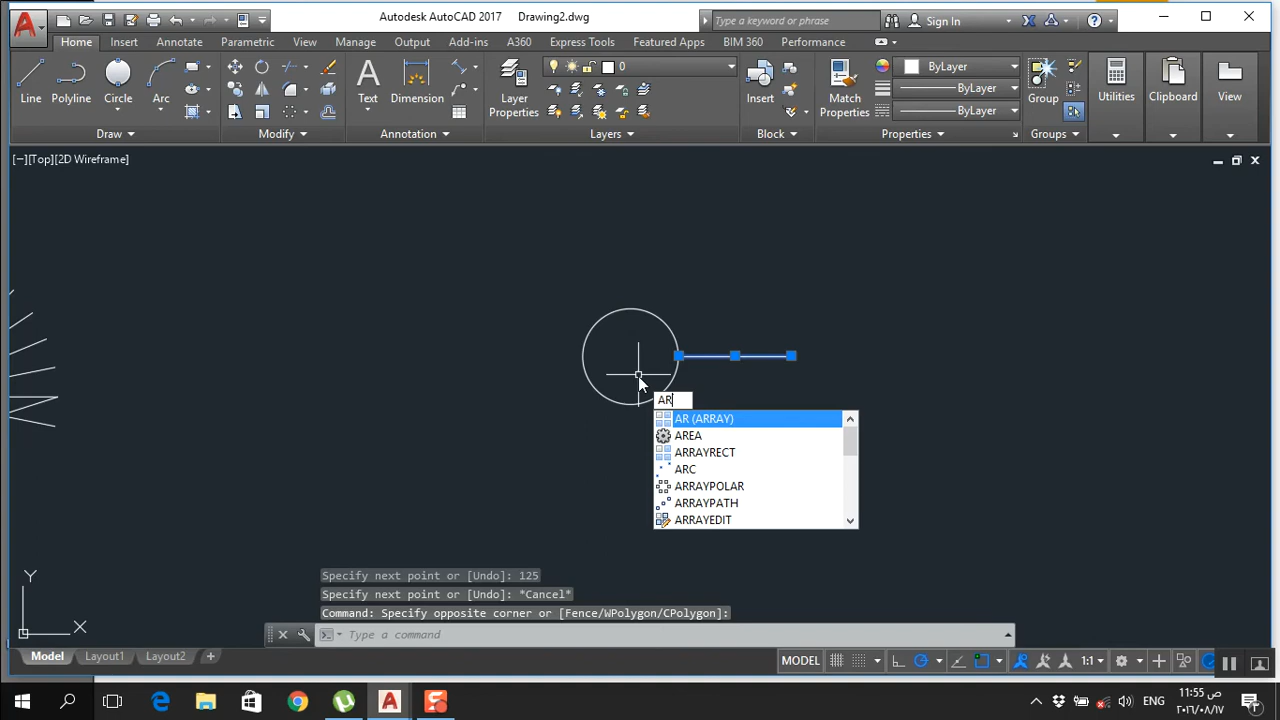 Autodesk AutoCAD 2017 Drawing2.dwg
Type a keyword or phrase
Sign In
Home Insert Annotate Parametric View Manage Output Add-ins A360 Express Tools Featured Apps BIM 360 Performance
0
ByLayer
ByLayer
ByLayer
Line Polyline Circle Arc
Text Dimension
Layer Properties
Insert
Match Properties
Group
Utilities
Clipboard
View
Draw Modify Annotation Layers Block Properties Groups
[−][Top][2D Wireframe]
AR
AR (ARRAY)
AREA
ARRAYRECT
ARC
ARRAYPOLAR
ARRAYPATH
ARRAYEDIT
Y
X
Specify next point or [Undo]: 125
Specify next point or [Undo]: *Cancel*
Command: Specify opposite corner or [Fence/WPolygon/CPolygon]:
Type a command
Model Layout1 Layout2 +
MODEL
1:1
ENG
11:55 ص
٢٠١٦/٠٨/١٧